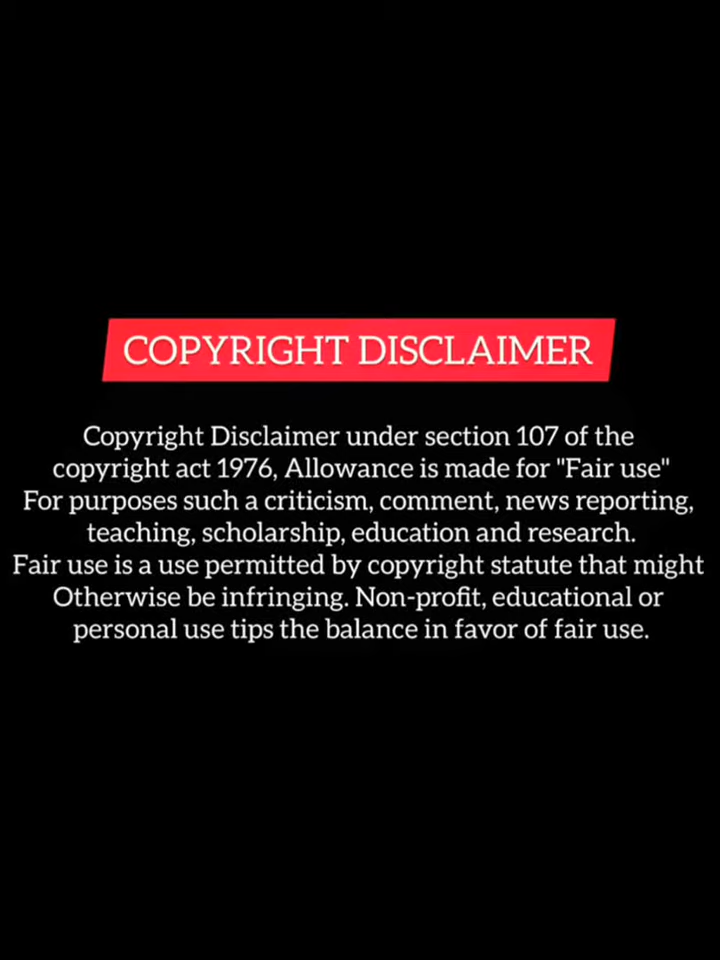 COPYRIGHT DISCLAIMER
Copyright Disclaimer under section 107 of the
copyright act 1976, Allowance is made for "Fair use"
For purposes such a criticism, comment, news reporting,
teaching, scholarship, education and research.
Fair use is a use permitted by copyright statute that might
Otherwise be infringing. Non-profit, educational or
personal use tips the balance in favor of fair use.